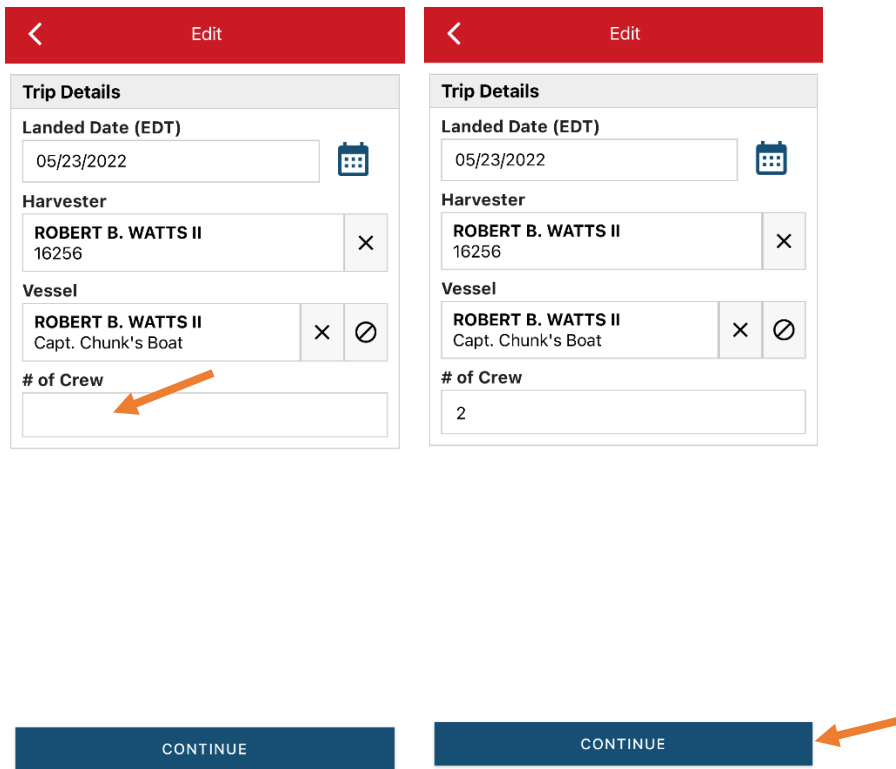 Edit
Trip Details
Landed Date (EDT)
05/23/2022
Harvester
ROBERT B. WATTS II
16256
Vessel
ROBERT B. WATTS II
Capt. Chunk's Boat
# of Crew
CONTINUE
Edit
Trip Details
Landed Date (EDT)
05/23/2022
Harvester
ROBERT B. WATTS II
16256
Vessel
ROBERT B. WATTS II
Capt. Chunk's Boat
# of Crew
2
CONTINUE